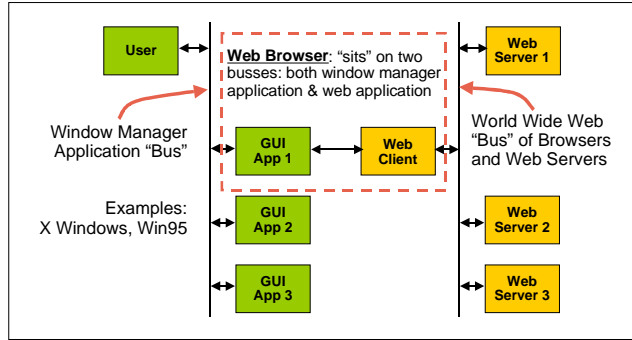 User
Web Browser: “sits” on two
busses: both window manager
application & web application
Web
Server 1
Window Manager
Application “Bus”
GUI
App 1
Web
Client
World Wide Web
“Bus” of Browsers
and Web Servers
Examples:
X Windows, Win95
GUI
App 2
Web
Server 2
GUI
App 3
Web
Server 3